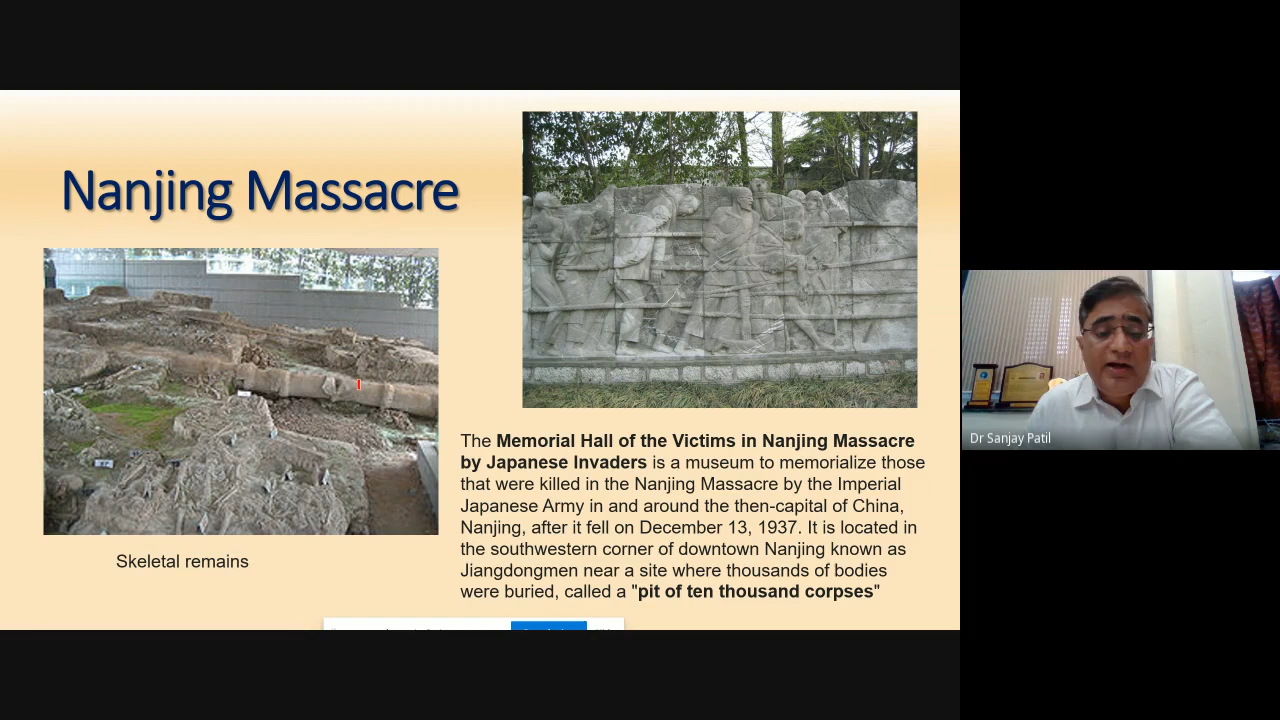 Nanjing Massacre
Skeletal remains
The Memorial Hall of the Victims in Nanjing Massacre
by Japanese Invaders is a museum to memorialize those
that were killed in the Nanjing Massacre by the Imperial
Japanese Army in and around the then-capital of China,
Nanjing, after it fell on December 13, 1937. It is located in
the southwestern corner of downtown Nanjing known as
Jiangdongmen near a site where thousands of bodies
were buried, called a "pit of ten thousand corpses"
Dr Sanjay Patil